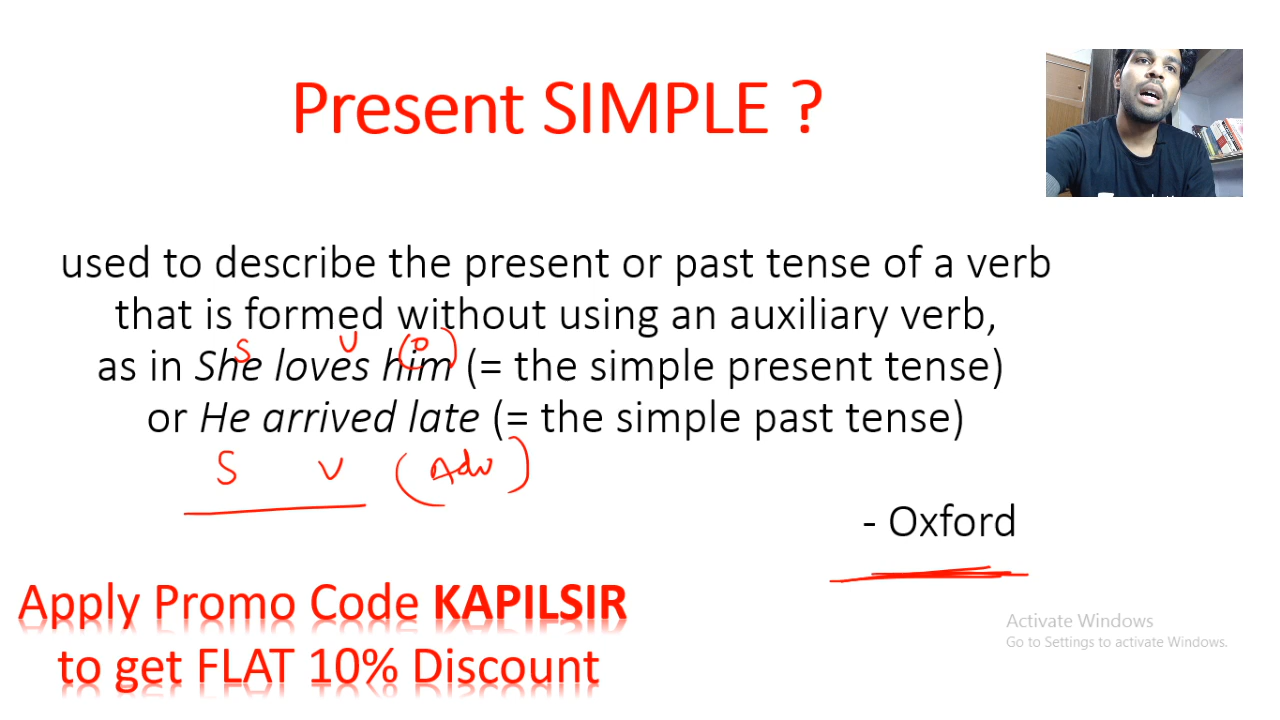 Present SIMPLE ?
used to describe the present or past tense of a verb
that is formed without using an auxiliary verb,
S V (O)
as in She loves him (= the simple present tense)
or He arrived late (= the simple past tense)
S V (Adv)
- Oxford
Apply Promo Code KAPILSIR
to get FLAT 10% Discount
Activate Windows
Go to Settings to activate Windows.